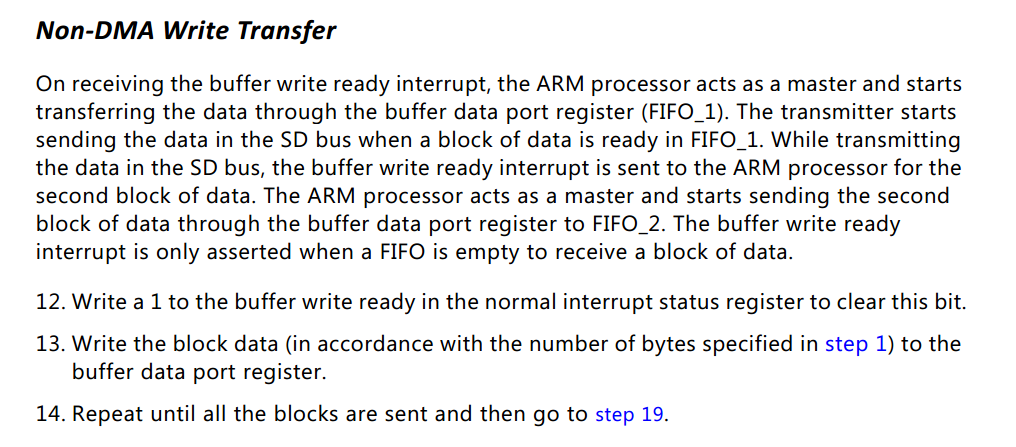 Non-DMA Write Transfer
On receiving the buffer write ready interrupt, the ARM processor acts as a master and starts
transferring the data through the buffer data port register (FIFO_1). The transmitter starts
sending the data in the SD bus when a block of data is ready in FIFO_1. While transmitting
the data in the SD bus, the buffer write ready interrupt is sent to the ARM processor for the
second block of data. The ARM processor acts as a master and starts sending the second
block of data through the buffer data port register to FIFO_2. The buffer write ready
interrupt is only asserted when a FIFO is empty to receive a block of data.
12. Write a 1 to the buffer write ready in the normal interrupt status register to clear this bit.
13. Write the block data (in accordance with the number of bytes specified in step 1) to the
buffer data port register.
14. Repeat until all the blocks are sent and then go to step 19.